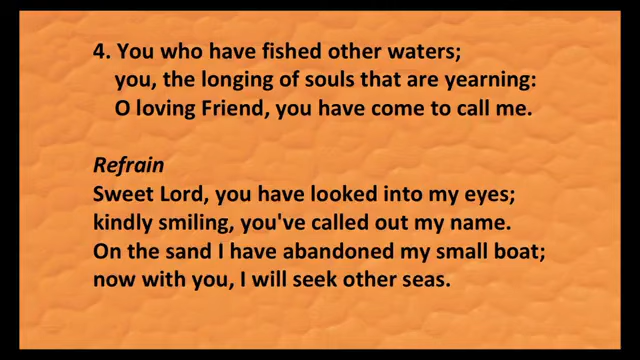 4. You who have fished other waters;
you, the longing of souls that are yearning:
O loving Friend, you have come to call me.
Refrain
Sweet Lord, you have looked into my eyes;
kindly smiling, you've called out my name.
On the sand I have abandoned my small boat;
now with you, I will seek other seas.